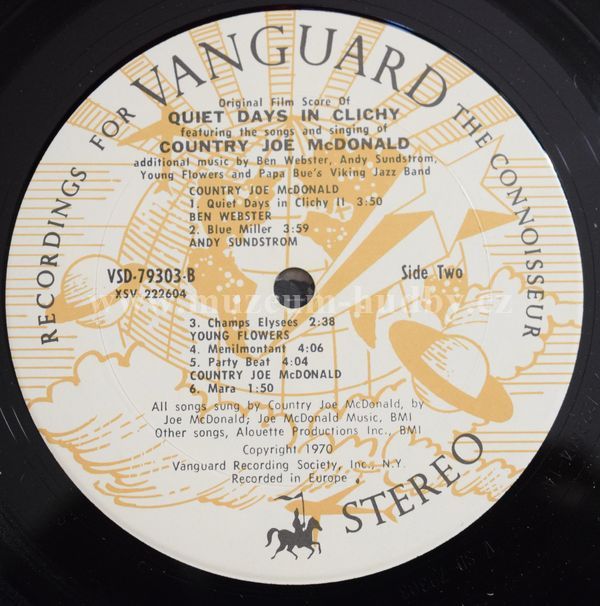 RECORDINGS FOR VANGUARD THE CONNOISSEUR
Original Film Score Of
QUIET DAYS IN CLICHY
featuring the songs and singing of
COUNTRY JOE McDONALD
additional music by Ben Webster, Andy Sundstrom,
Young Flowers and Papa Bue's Viking Jazz Band
COUNTRY JOE McDONALD
1. Quiet Days in Clichy II 3:50
BEN WEBSTER
2. Blue Miller 3:59
ANDY SUNDSTROM
VSD-79303-B
XSV 222604
Side Two
www.muzeum-hudby.cz
3. Champs Elysees 2:38
YOUNG FLOWERS
4. Menilmontant 4:06
5. Party Beat 4:04
COUNTRY JOE McDONALD
6. Mara 1:50
All songs sung by Country Joe McDonald, by
Joe McDonald; Joe McDonald Music, BMI
Other songs, Alouette Productions Inc., BMI
Copyright 1970
Vanguard Recording Society, Inc., N.Y.
Recorded in Europe
STEREO